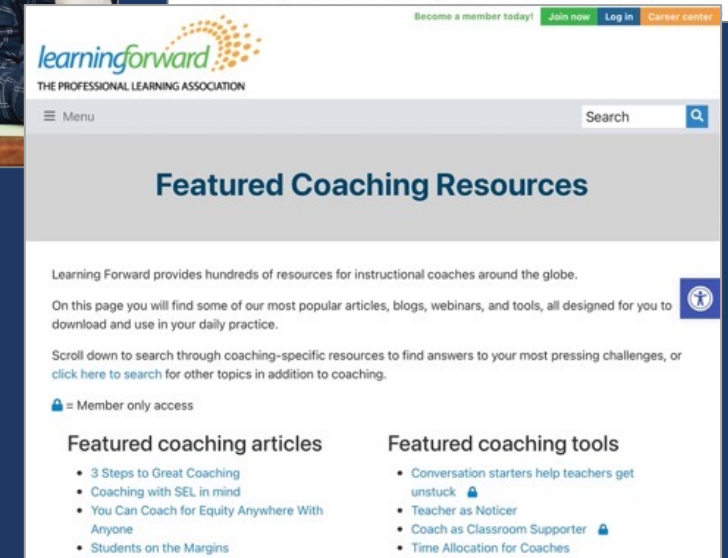 Become a member today! Join now Log in Career center
learningforward
THE PROFESSIONAL LEARNING ASSOCIATION
Menu Search
Featured Coaching Resources
Learning Forward provides hundreds of resources for instructional coaches around the globe.
On this page you will find some of our most popular articles, blogs, webinars, and tools, all designed for you to
download and use in your daily practice.
Scroll down to search through coaching-specific resources to find answers to your most pressing challenges, or
click here to search for other topics in addition to coaching.
= Member only access
Featured coaching articles
• 3 Steps to Great Coaching
• Coaching with SEL in mind
• You Can Coach for Equity Anywhere With
Anyone
• Students on the Margins
Featured coaching tools
• Conversation starters help teachers get
unstuck
• Teacher as Noticer
• Coach as Classroom Supporter
• Time Allocation for Coaches